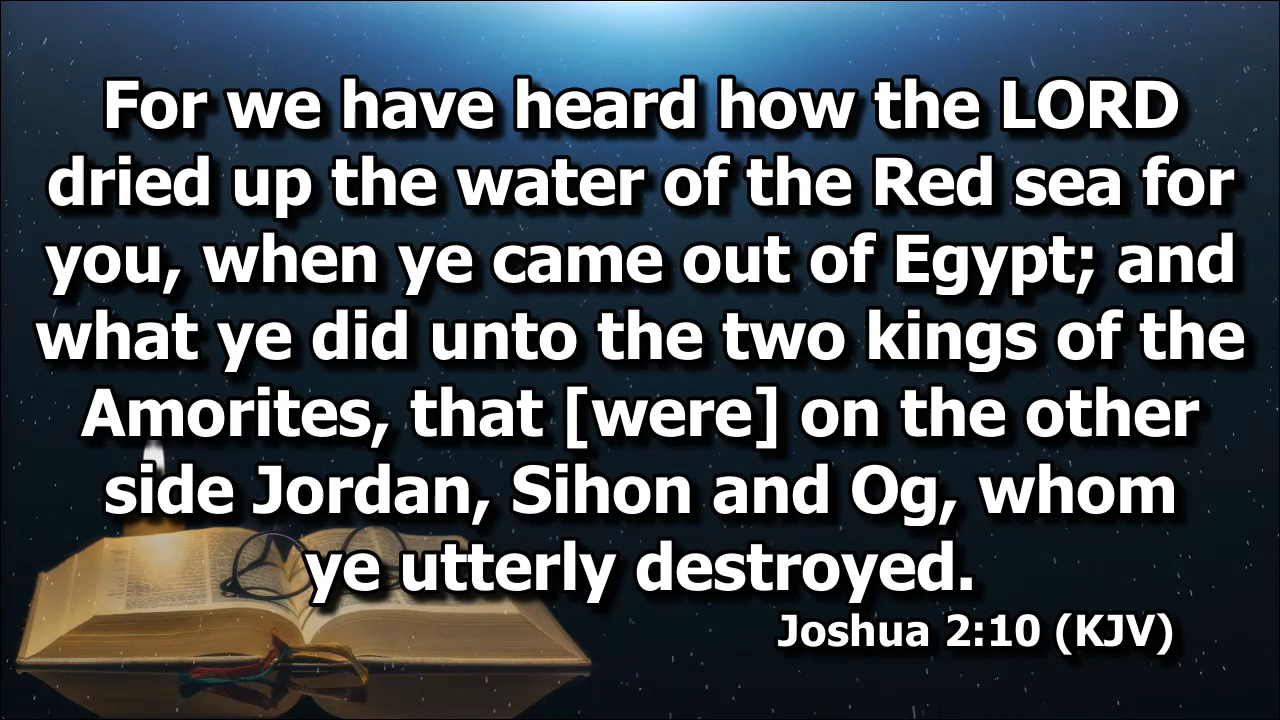 For we have heard how the LORD
dried up the water of the Red sea for
you, when ye came out of Egypt; and
what ye did unto the two kings of the
Amorites, that [were] on the other
side Jordan, Sihon and Og, whom
ye utterly destroyed.
Joshua 2:10 (KJV)